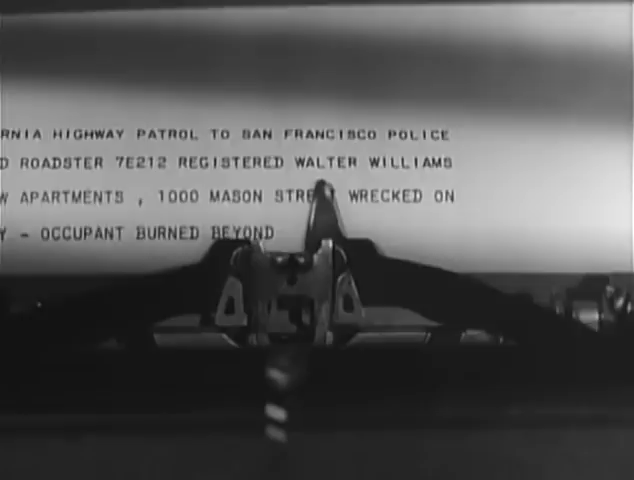 RNIA HIGHWAY PATROL TO SAN FRANCISCO POLICE
D ROADSTER 7E212 REGISTERED WALTER WILLIAMS
W APARTMENTS , 1000 MASON STREET WRECKED ON
Y - OCCUPANT BURNED BEYOND